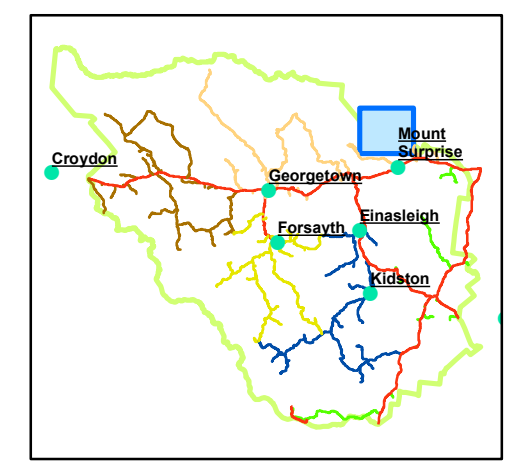 Mount
Surprise
Croydon
Georgetown
Forsayth
Einasleigh
Kidston